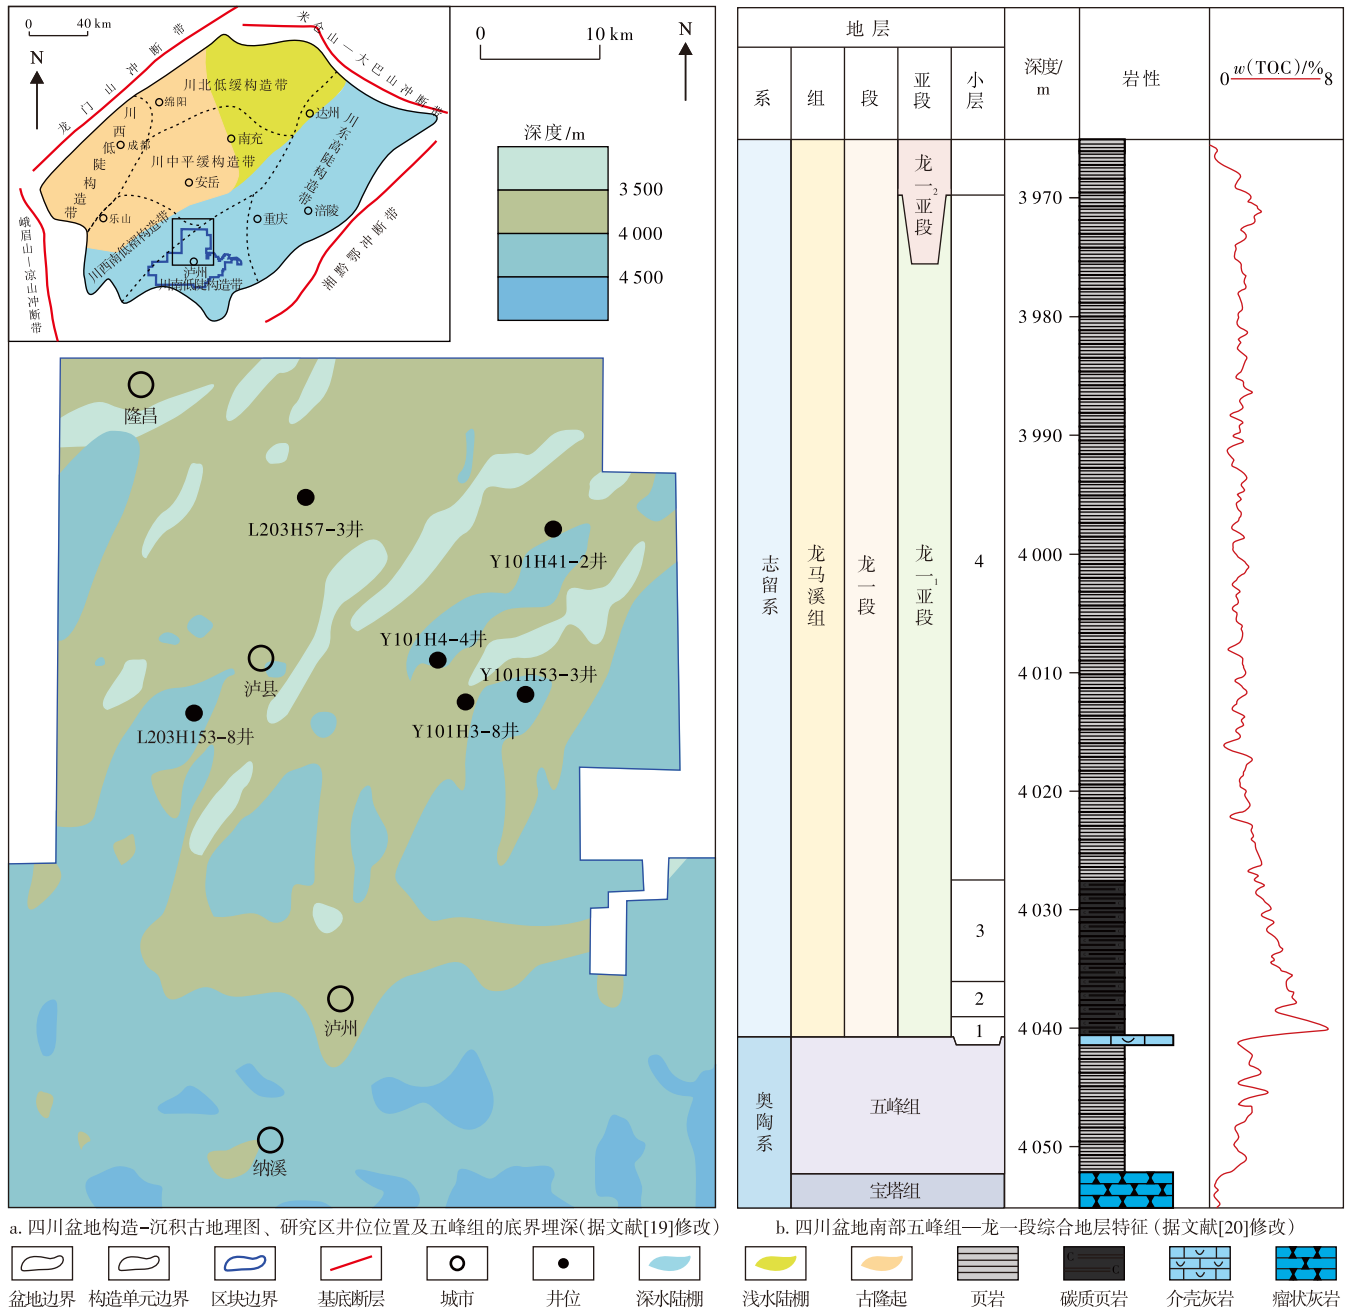 0 40 km
N
米仓山—大巴山冲断带
龙门山冲断带
峨眉山—凉山冲断带
湘黔鄂冲断带
川北低缓构造带
川西低陡构造带
川中平缓构造带
川东高陡构造带
川西南低褶构造带
川南低陡构造带
绵阳
达州
成都
南充
安岳
乐山
重庆
涪陵
泸州
0 10 km
N
深度/m
3 500
4 000
4 500
隆昌
L203H57-3井
Y101H41-2井
Y101H4-4井
泸县
Y101H53-3井
L203H153-8井
Y101H3-8井
泸州
纳溪
a. 四川盆地构造-沉积古地理图、研究区井位位置及五峰组的底界埋深(据文献[19]修改)
地层
系
组
段
亚段
小层
深度/m
岩性
0 w(TOC)/% 8
志留系
龙马溪组
龙一段
龙一2亚段
龙一1亚段
4
3
2
1
奥陶系
五峰组
宝塔组
3 970
3 980
3 990
4 000
4 010
4 020
4 030
4 040
4 050
b. 四川盆地南部五峰组—龙一段综合地层特征(据文献[20]修改)
C
C
盆地边界
构造单元边界
区块边界
基底断层
城市
井位
深水陆棚
浅水陆棚
古隆起
页岩
碳质页岩
介壳灰岩
瘤状灰岩